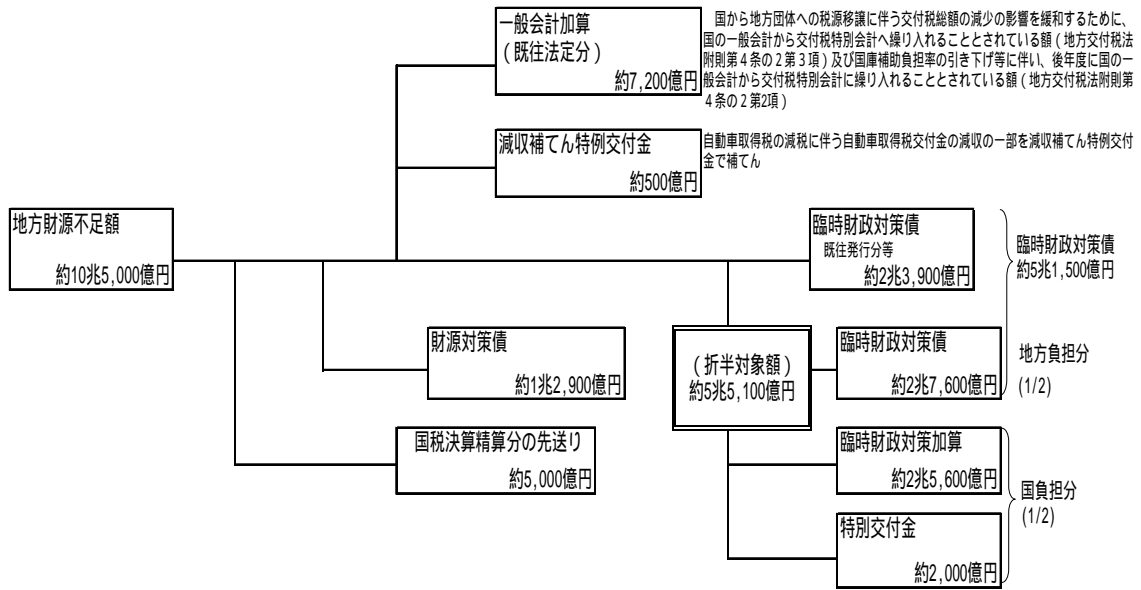 一般会計加算
(既往法定分)
約7,200億円
国から地方団体への税源移譲に伴う交付税総額の減少の影響を緩和するために、
国の一般会計から交付税特別会計へ繰り入れることとされている額(地方交付税法
附則第4条の2第3項)及び国庫補助負担率の引き下げ等に伴い、後年度に国の一
般会計から交付税特別会計に繰り入れることとされている額(地方交付税法附則第
4条の2第2項)
減収補てん特例交付金
約500億円
自動車取得税の減税に伴う自動車取得税交付金の減収の一部を減収補てん特例交付
金で補てん
地方財源不足額
約10兆5,000億円
臨時財政対策債
既往発行分等
約2兆3,900億円
臨時財政対策債
約5兆1,500億円
財源対策債
約1兆2,900億円
(折半対象額)
約5兆5,100億円
臨時財政対策債
約2兆7,600億円
地方負担分
(1/2)
国税決算精算分の先送り
約5,000億円
臨時財政対策加算
約2兆5,600億円
国負担分
(1/2)
特別交付金
約2,000億円